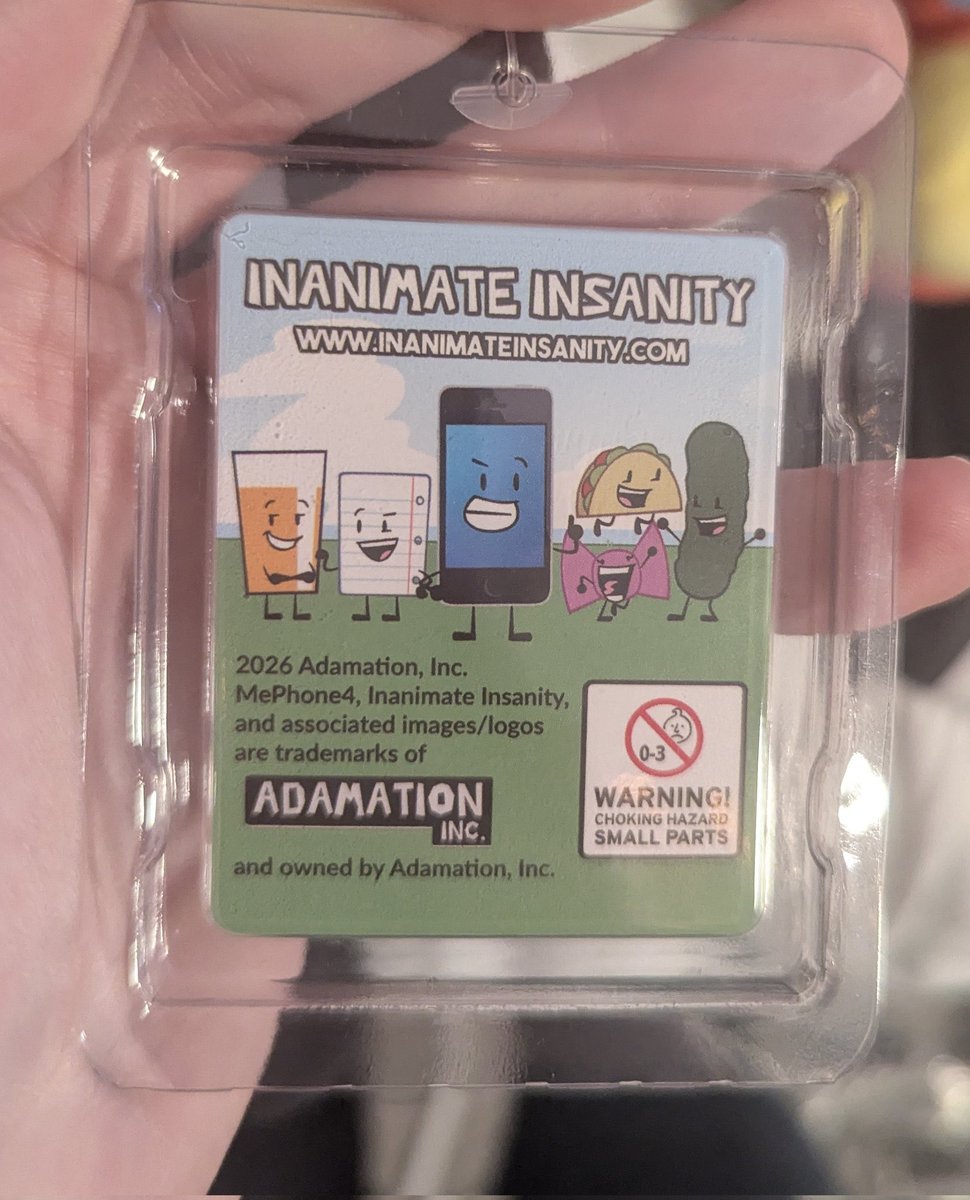 INANIMATE INSANITY
WWW.INANIMATEINSANITY.COM
2026 Adamation, Inc.
MePhone4, Inanimate Insanity,
and associated images/logos
are trademarks of
ADAMATION
INC.
and owned by Adamation, Inc.
0-3
WARNING!
CHOKING HAZARD
SMALL PARTS